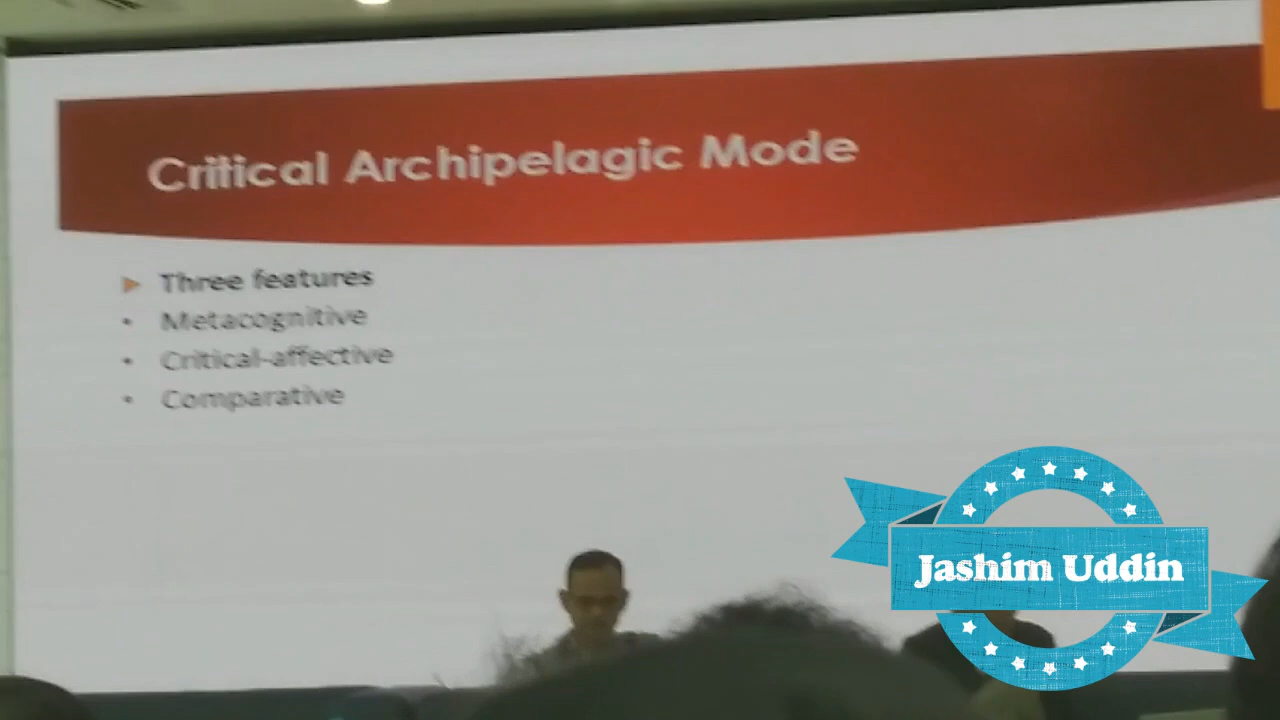 Critical Archipelagic Mode
Three features
Metacognitive
Critical-affective
Comparative
Jashim Uddin